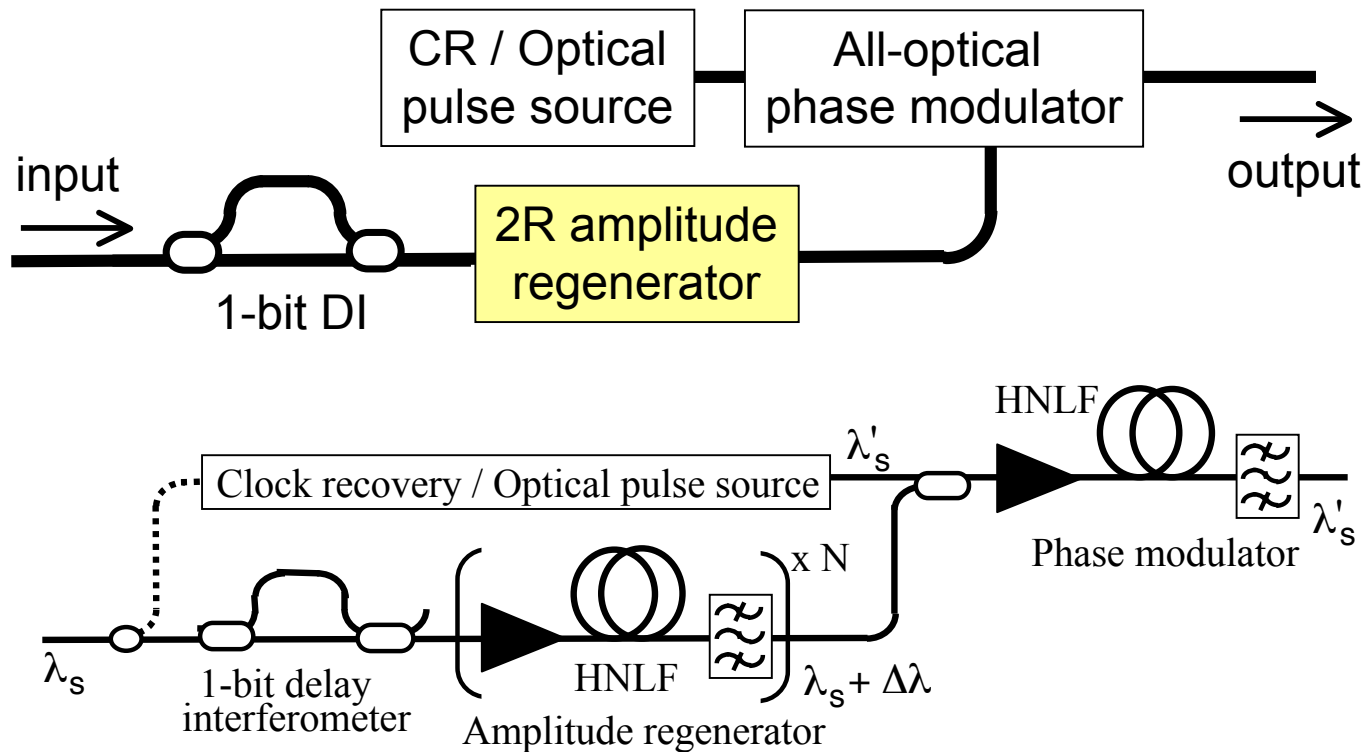 CR / Optical
pulse source
All-optical
phase modulator
input
output
2R amplitude
regenerator
1-bit DI
HNLF
λ's
Clock recovery / Optical pulse source
λ's
Phase modulator
x N
λs
HNLF
λs + Δλ
1-bit delay
interferometer
Amplitude regenerator